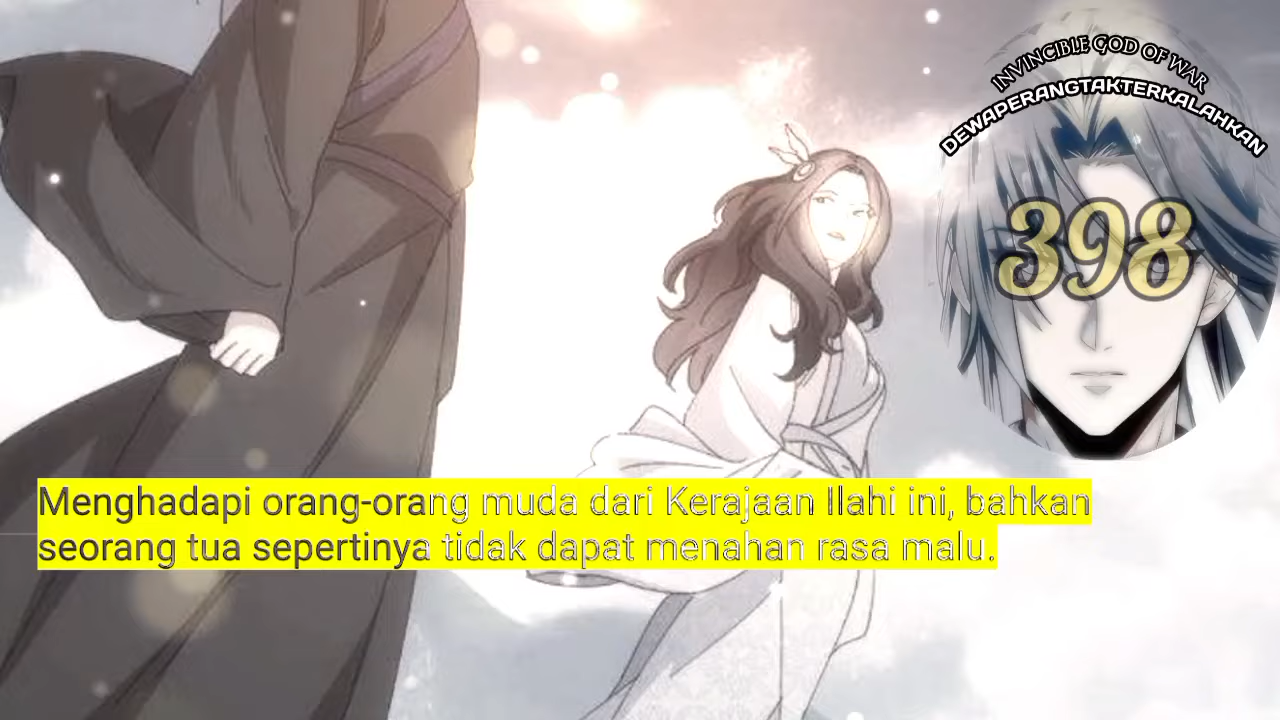 INVINCIBLE GOD OF WAR
DEWAPERANGTAKTERKALAHKAN
398
Menghadapi orang-orang muda dari Kerajaan Ilahi ini, bahkan
seorang tua sepertinya tidak dapat menahan rasa malu.